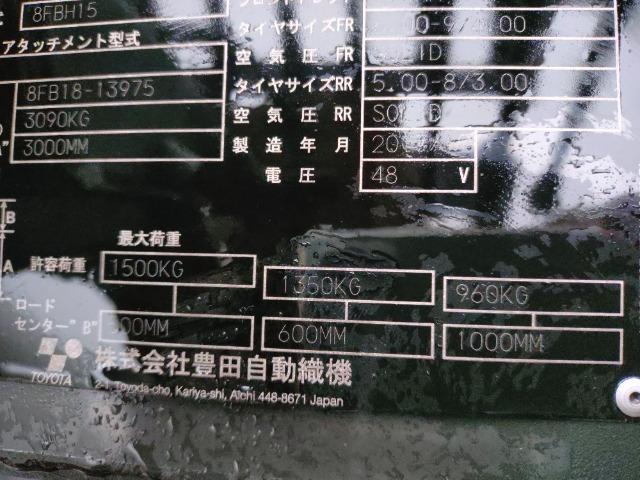 8FBH15
アタッチメント型式
タイヤサイズFR
空気圧 FR
8FB18-13975
タイヤサイズRR 5.00-8/3.00
3090KG
空気圧 RR
3000MM
製造年月
電圧 48 V
B
A
最大荷重
許容荷重 1500KG 1350KG 960KG
ロード
センター"B" 600MM 1000MM
TOYOTA
株式会社豊田自動織機
2-1, Toyoda-cho, Kariya-shi, Aichi 448-8671 Japan